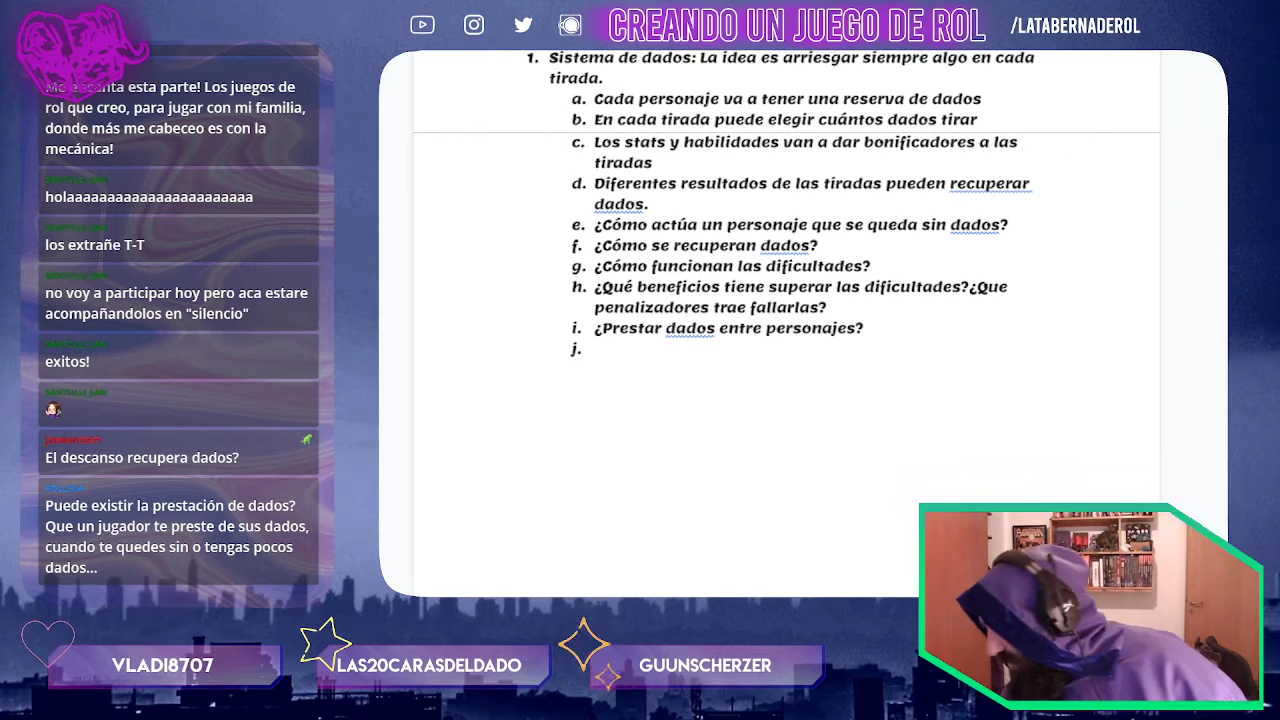 CREANDO UN JUEGO DE ROL
/LATABERNADEROL
Me encanta esta parte! Los juegos de
rol que creo, para jugar con mi familia,
donde más me cabeceo es con la
mecánica!
holaaaaaaaaaaaaaaaaaaaaaaa
los extrañe T-T
no voy a participar hoy pero aca estare
acompañandolos en "silencio"
exitos!
El descanso recupera dados?
Puede existir la prestación de dados?
Que un jugador te preste de sus dados,
cuando te quedes sin o tengas pocos
dados...
1. Sistema de dados: La idea es arriesgar siempre algo en cada
tirada.
a. Cada personaje va a tener una reserva de dados
b. En cada tirada puede elegir cuántos dados tirar
c. Los stats y habilidades van a dar bonificadores a las
tiradas
d. Diferentes resultados de las tiradas pueden recuperar
dados.
e. ¿Cómo actúa un personaje que se queda sin dados?
f. ¿Cómo se recuperan dados?
g. ¿Cómo funcionan las dificultades?
h. ¿Qué beneficios tiene superar las dificultades?¿Que
penalizadores trae fallarlas?
i. ¿Prestar dados entre personajes?
j.
VLADI8707
LAS20CARASDELDADO
GUUNSCHERZER